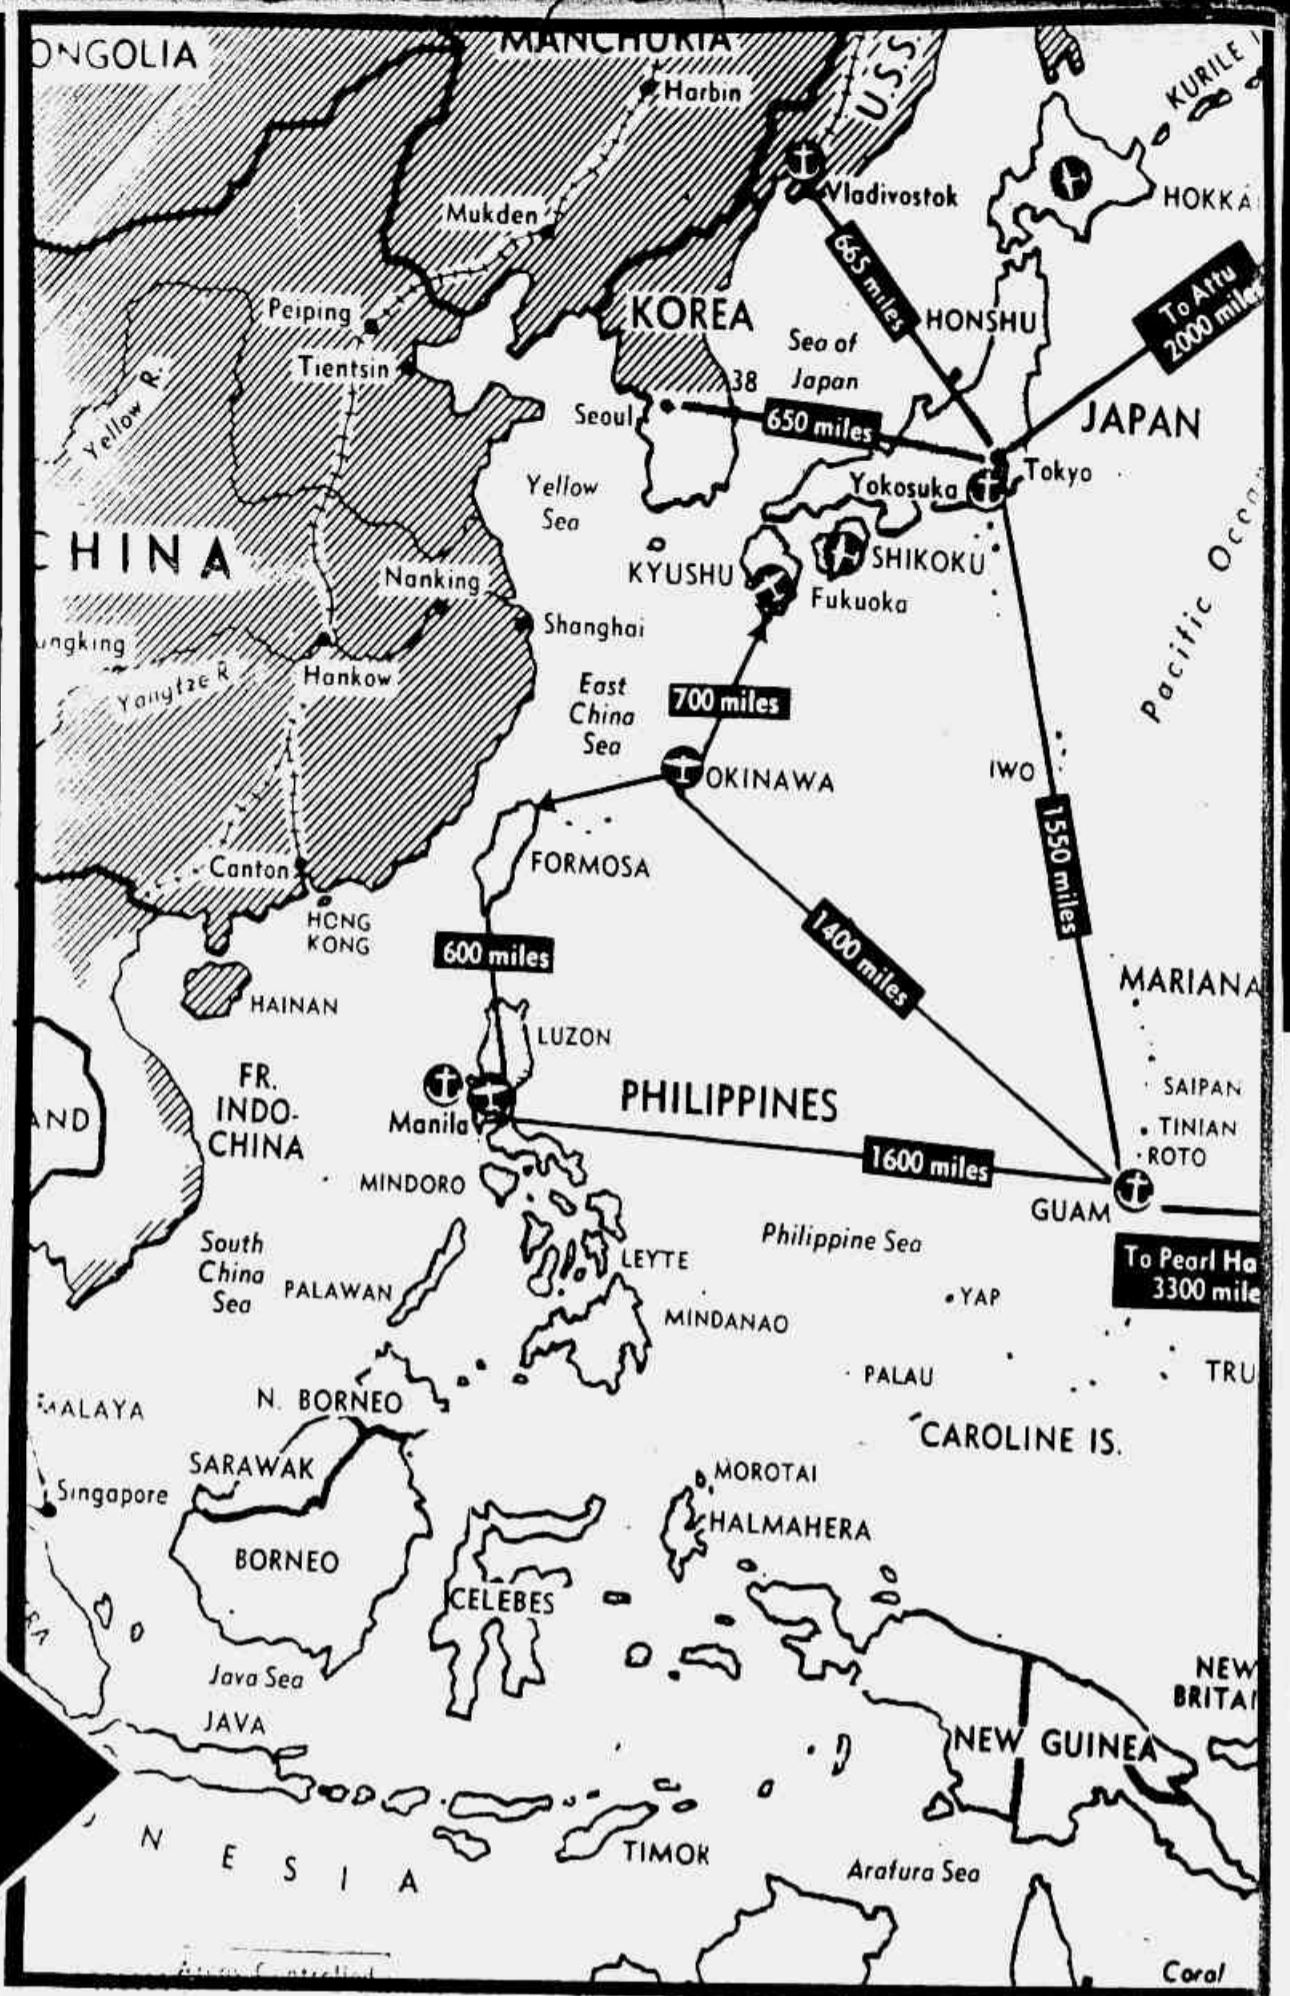 ONGOLIA
MANCHURIA
Harbin
U.S.S.
KURILE I
Vladivostok
HOKKA
Mukden
665 miles
To Attu
2000 miles
Peiping
KOREA
HONSHU
Sea of
Japan
Tientsin
38
Yellow R.
Seoul
650 miles
JAPAN
Tokyo
Yellow
Sea
Yokosuka
Pacific Ocean
HINA
KYUSHU
SHIKOKU
Nanking
Fukuoka
Shanghai
ungking
Yangtze R
Hankow
East
China
Sea
700 miles
OKINAWA
IWO
1550 miles
Canton
FORMOSA
HONG
KONG
600 miles
1400 miles
MARIANA
HAINAN
LUZON
FR.
INDO-
CHINA
AND
Manila
PHILIPPINES
SAIPAN
TINIAN
ROTO
1600 miles
MINDORO
GUAM
South
China
Sea
PALAWAN
LEYTE
Philippine Sea
To Pearl Ha
3300 mile
YAP
MINDANAO
PALAU
TRU
MALAYA
N. BORNEO
CAROLINE IS.
SARAWAK
Singapore
MOROTAI
HALMAHERA
BORNEO
CELEBES
RA
Java Sea
JAVA
NEW
BRITAI
NEW GUINEA
NESIA
TIMOR
Arafura Sea
Coral